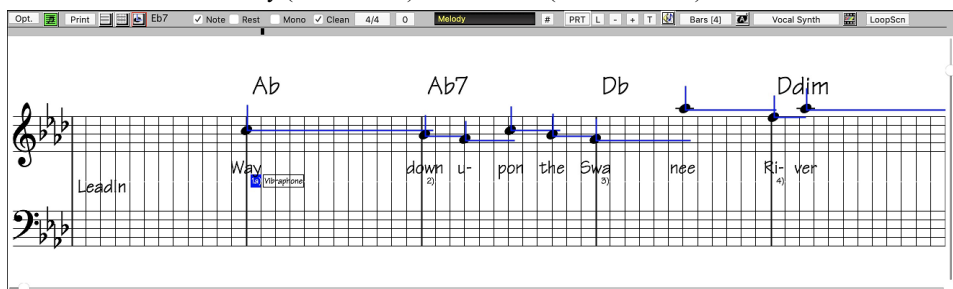 Opt. Print Eb7 Note Rest Mono Clean 4/4 0 Melody # PRT L - + T Bars [4] Vocal Synth LoopScn
Ab Ab7 Db Ddim
Way down u- pon the Swa nee Ri- ver
1a) Vibraphone 2) 3) 4)
LeadIn